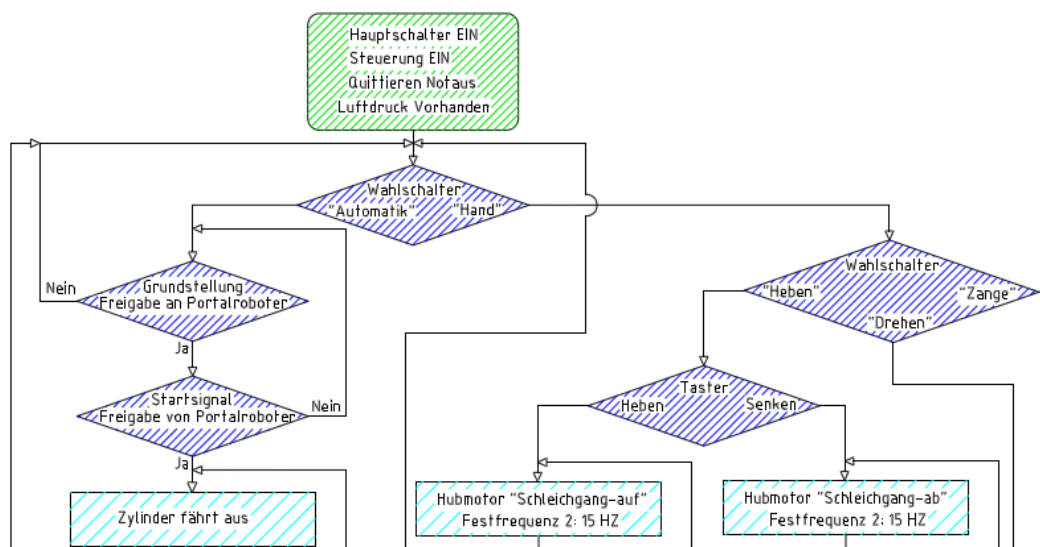 Hauptschalter EIN
Steuerung EIN
Quittieren Notaus
Luftdruck Vorhanden
Wahlschalter
"Automatik" "Hand"
Grundstellung
Freigabe an Portalroboter
Nein
Ja
Startsignal
Freigabe von Portalroboter
Nein
Ja
Zylinder fährt aus
Wahlschalter
"Heben" "Zange"
"Drehen"
Taster
Heben Senken
Hubmotor "Schleichgang-auf"
Festfrequenz 2: 15 HZ
Hubmotor "Schleichgang-ab"
Festfrequenz 2: 15 HZ